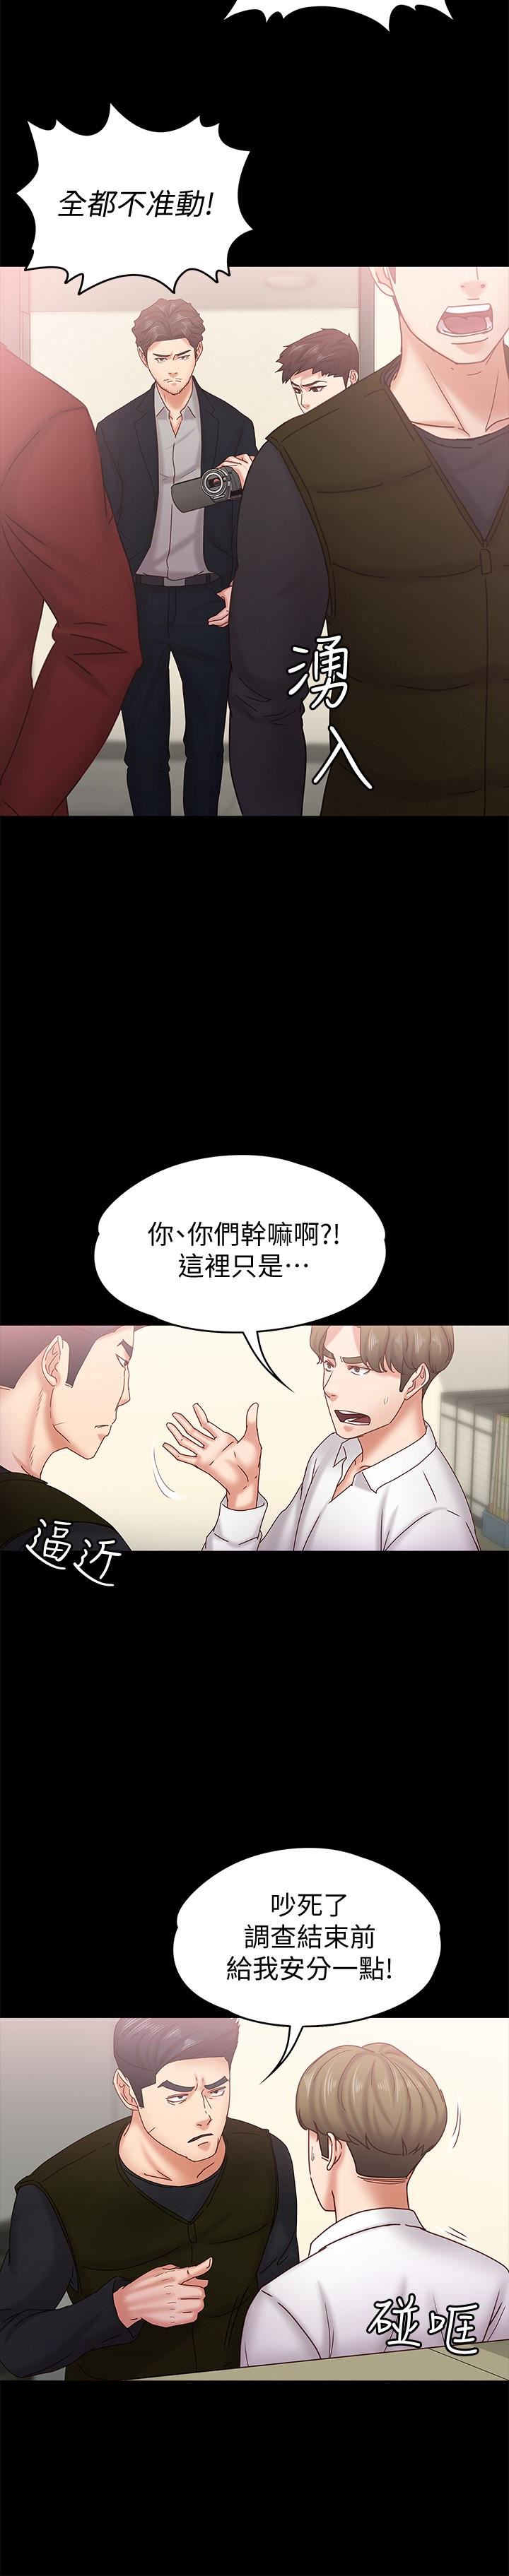 全都不准動!
湧入
你、你們幹嘛啊?!
這裡只是…
逼近
吵死了
調查結束前
給我安分一點!
碰哐